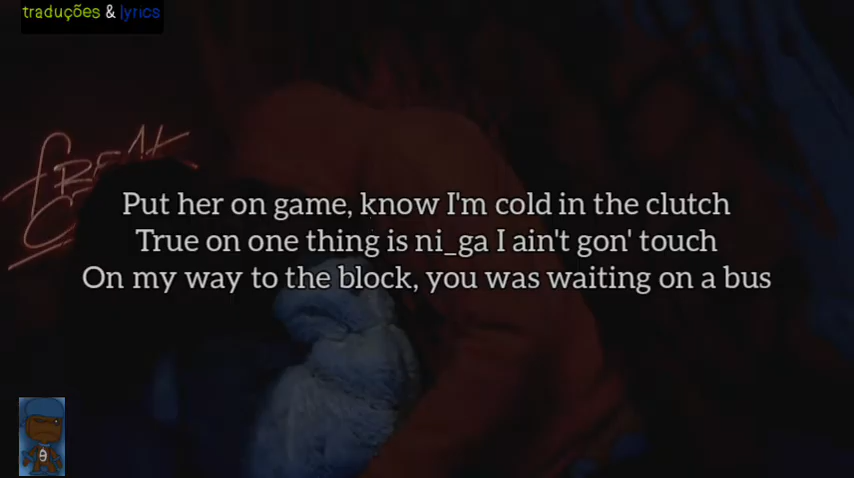 traduções & lyrics
FREAK
Put her on game, know I'm cold in the clutch
True on one thing is ni_ga I ain't gon' touch
On my way to the block, you was waiting on a bus